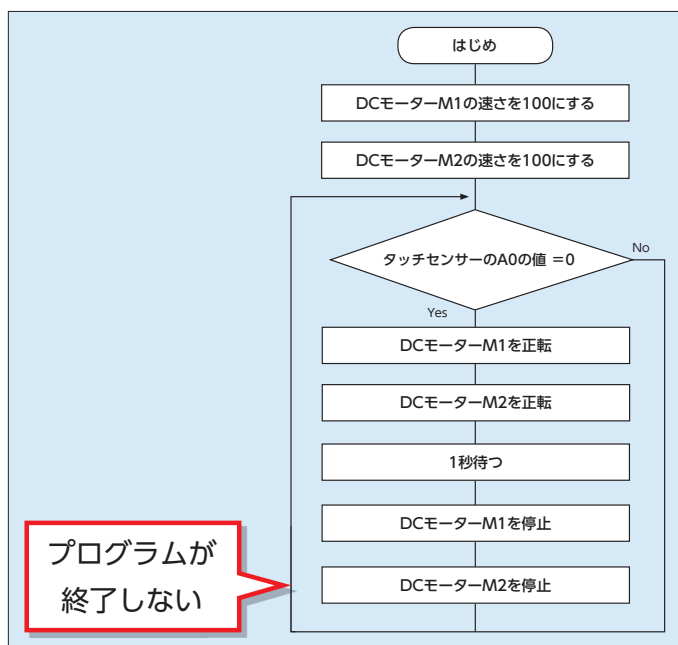 はじめ
DCモーターM1の速さを100にする
DCモーターM2の速さを100にする
タッチセンサーのA0の値 =0
No
Yes
DCモーターM1を正転
DCモーターM2を正転
1秒待つ
DCモーターM1を停止
DCモーターM2を停止
プログラムが
終了しない